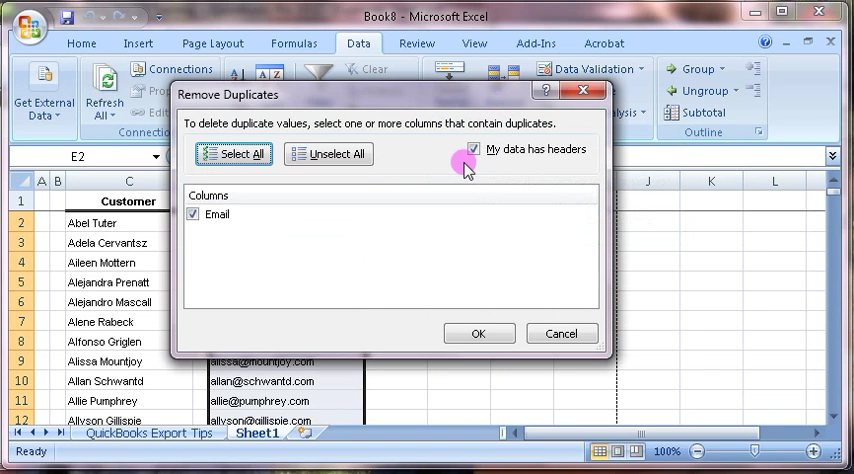 Book8 - Microsoft Excel
Home Insert Page Layout Formulas Data Review View Add-Ins Acrobat
Get External Data
Refresh All
Connections
Clear
Data Validation
Group
Ungroup
Subtotal
Outline
Remove Duplicates
To delete duplicate values, select one or more columns that contain duplicates.
Select All Unselect All My data has headers
Columns
Email
OK Cancel
E2
A B C J K L
1 Customer
2 Abel Tuter
3 Adela Cervantsz
4 Aileen Mottern
5 Alejandra Prenatt
6 Alejandro Mascall
7 Alene Rabeck
8 Alfonso Griglen
9 Alissa Mountjoy alissa@mountjoy.com
10 Allan Schwantd allan@schwantd.com
11 Allie Pumphrey allie@pumphrey.com
12 Allyson Gillispie allyson@gillispie.com
QuickBooks Export Tips Sheet1
Ready 100%